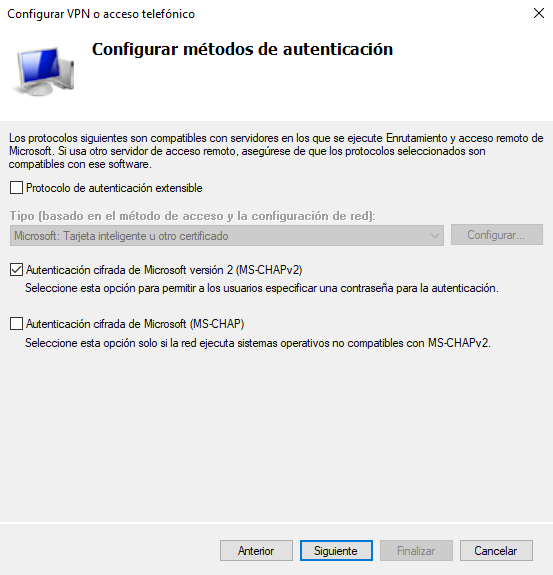 Configurar VPN o acceso telefónico
Configurar métodos de autenticación
Los protocolos siguientes son compatibles con servidores en los que se ejecute Enrutamiento y acceso remoto de
Microsoft. Si usa otro servidor de acceso remoto, asegúrese de que los protocolos seleccionados son
compatibles con ese software.
Protocolo de autenticación extensible
Tipo (basado en el método de acceso y la configuración de red):
Microsoft: Tarjeta inteligente u otro certificado
Configurar...
Autenticación cifrada de Microsoft versión 2 (MS-CHAPv2)
Seleccione esta opción para permitir a los usuarios especificar una contraseña para la autenticación.
Autenticación cifrada de Microsoft (MS-CHAP)
Seleccione esta opción solo si la red ejecuta sistemas operativos no compatibles con MS-CHAPv2.
Anterior
Siguiente
Finalizar
Cancelar